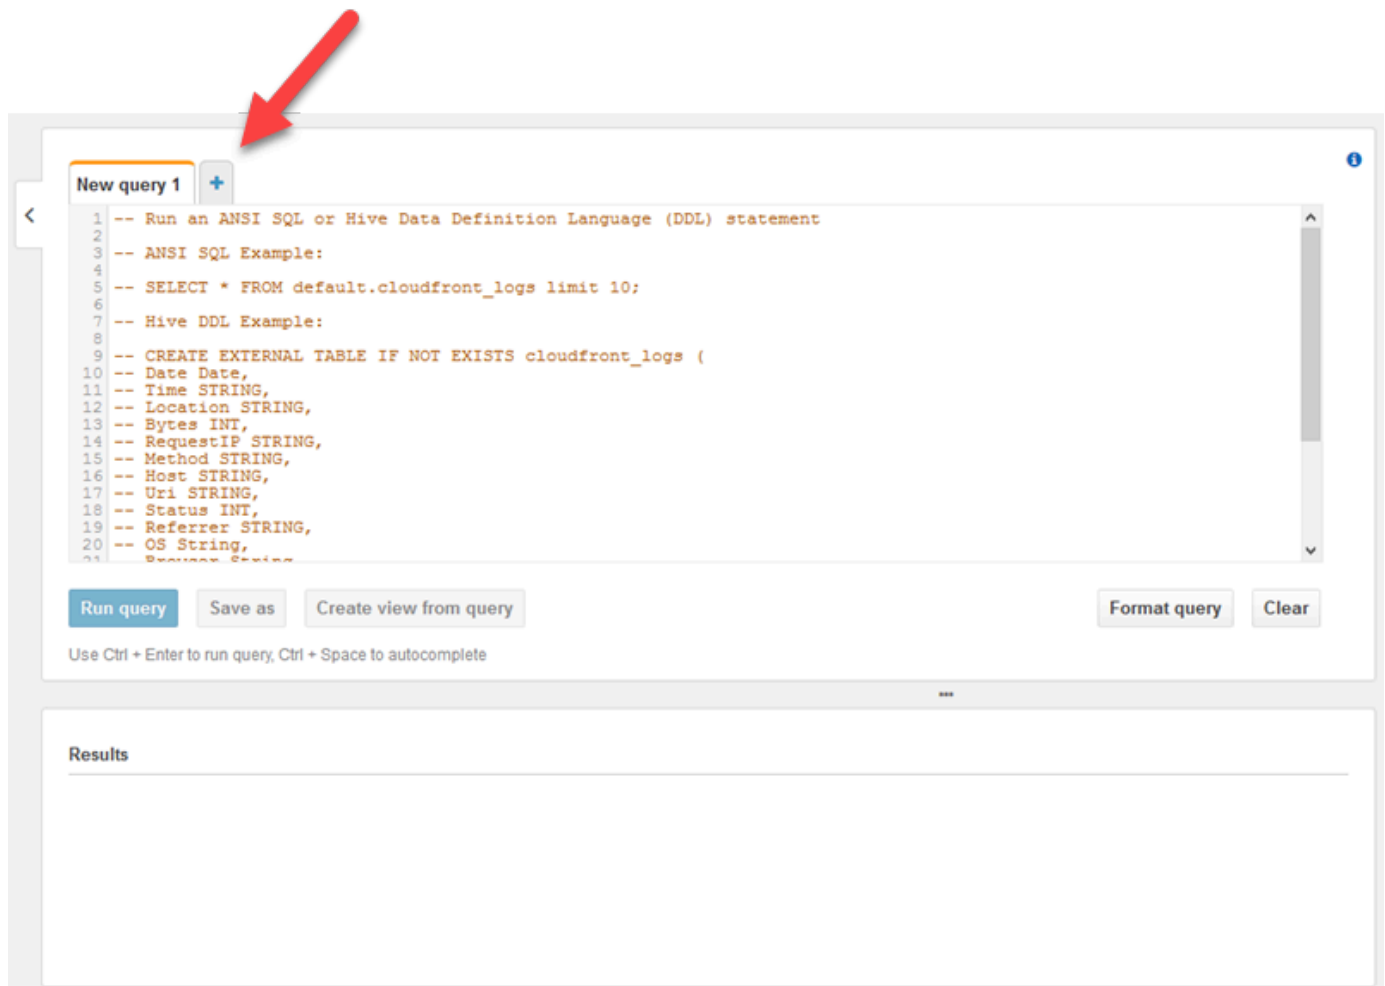 New query 1 +
1 -- Run an ANSI SQL or Hive Data Definition Language (DDL) statement
2
3 -- ANSI SQL Example:
4
5 -- SELECT * FROM default.cloudfront_logs limit 10;
6
7 -- Hive DDL Example:
8
9 -- CREATE EXTERNAL TABLE IF NOT EXISTS cloudfront_logs (
10 -- Date Date,
11 -- Time STRING,
12 -- Location STRING,
13 -- Bytes INT,
14 -- RequestIP STRING,
15 -- Method STRING,
16 -- Host STRING,
17 -- Uri STRING,
18 -- Status INT,
19 -- Referrer STRING,
20 -- OS String,
21 -- Browser String
Run query Save as Create view from query Format query Clear
Use Ctrl + Enter to run query, Ctrl + Space to autocomplete
Results